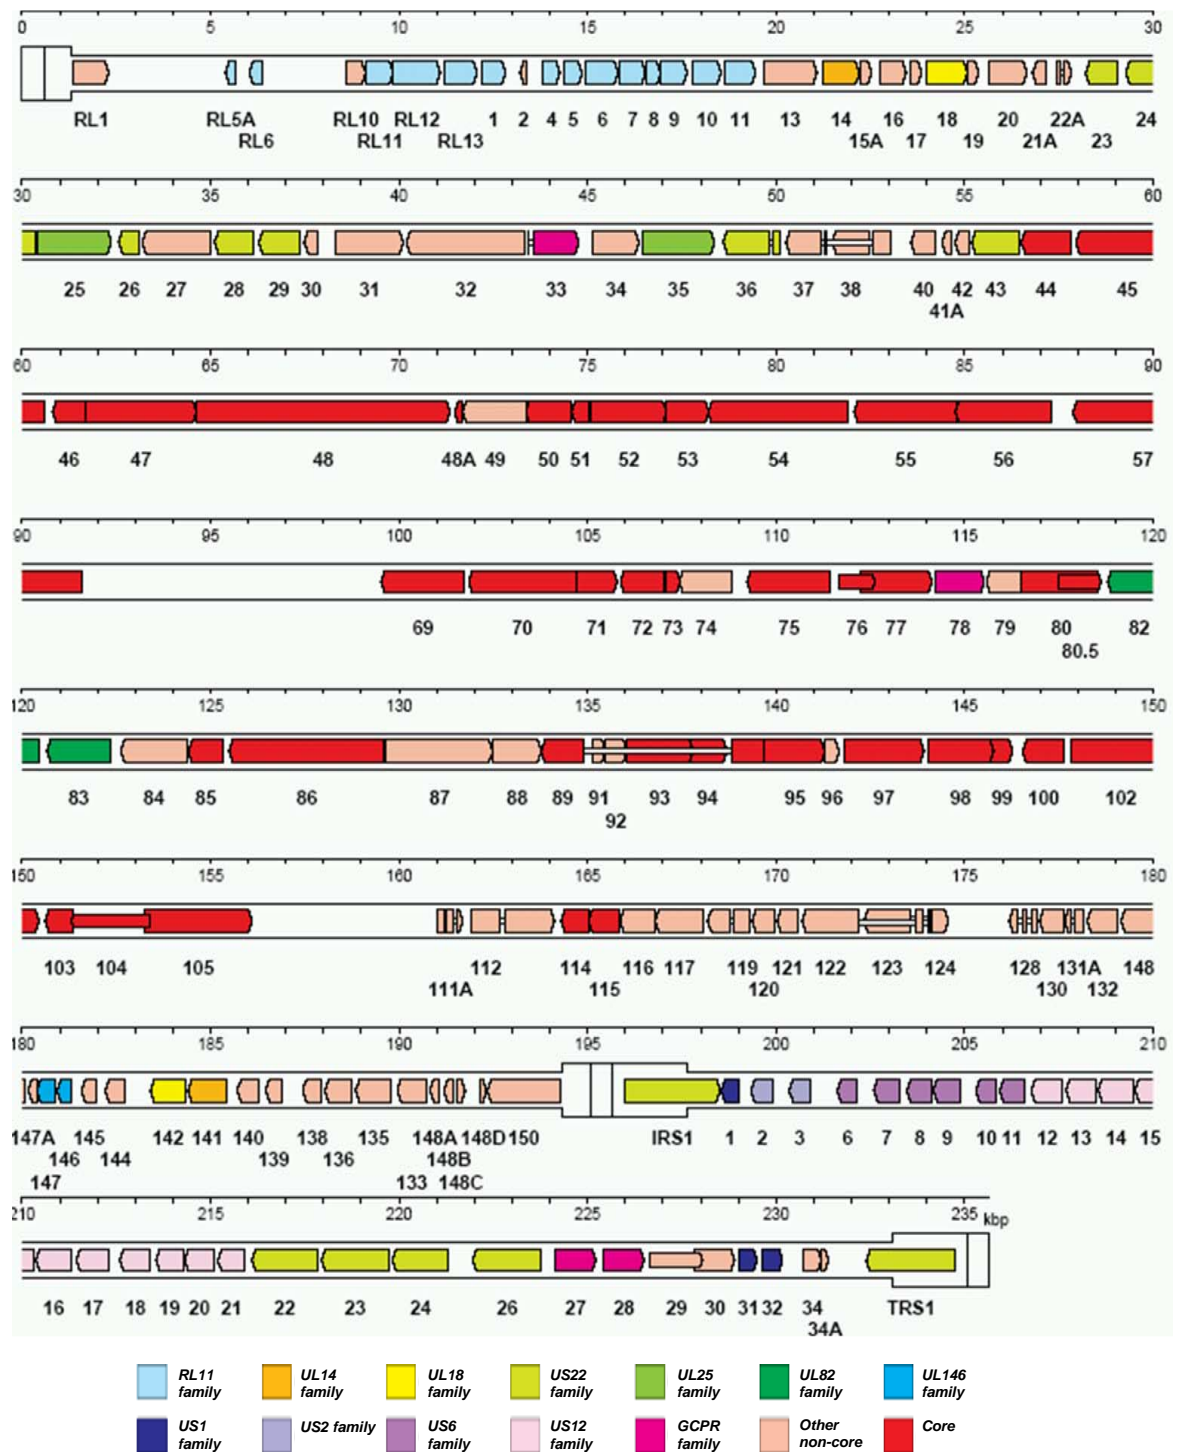 0 5 10 15 20 25 30
RL1 RL5A RL10 RL12 1 2 4 5 6 7 8 9 10 11 13 14 16 18 20 22A 24
RL6 RL11 RL13 15A 17 19 21A 23
30 35 40 45 50 55 60
25 26 27 28 29 30 31 32 33 34 35 36 37 38 40 42 43 44 45
41A
60 65 70 75 80 85 90
46 47 48 48A 49 50 51 52 53 54 55 56 57
90 95 100 105 110 115 120
69 70 71 72 73 74 75 76 77 78 79 80 82
80.5
120 125 130 135 140 145 150
83 84 85 86 87 88 89 91 93 94 95 96 97 98 99 100 102
92
150 155 160 165 170 175 180
103 104 105 112 114 116 117 119 121 122 123 124 128 131A 148
111A 115 120 130 132
180 185 190 195 200 205 210
147A 145 142 141 140 138 135 148A 148D 150 IRS1 1 2 3 6 7 8 9 10 11 12 13 14 15
146 144 139 136 148B
147 133 148C
210 215 220 225 230 235 kbp
16 17 18 19 20 21 22 23 24 26 27 28 29 30 31 32 34 TRS1
34A
RL11 family UL14 family UL18 family US22 family UL25 family UL82 family UL146 family
US1 family US2 family US6 family US12 family GCPR family Other non-core Core